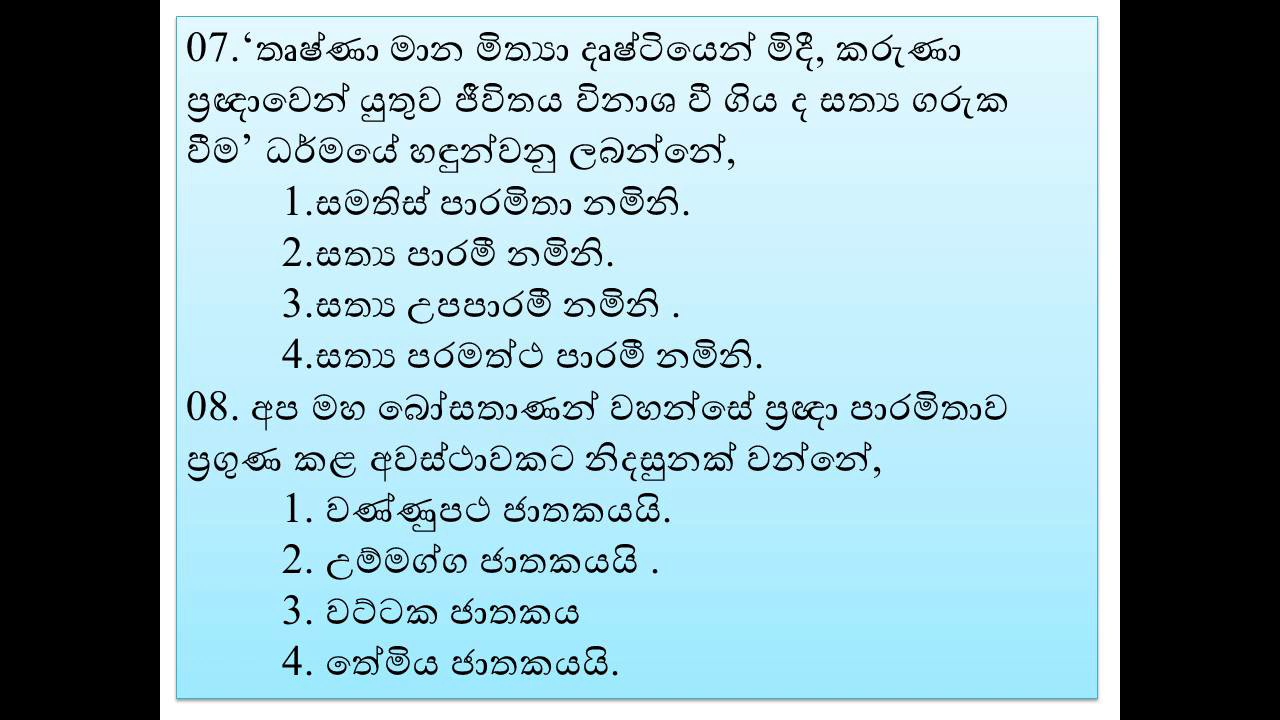 07.‘තෘෂ්ණා මාන මිත්‍යා දෘෂ්ටියෙන් මිදී, කරුණා
ප්‍රඥාවෙන් යුතුව ජීවිතය විනාශ වී ගිය ද සත්‍ය ගරුක
වීම’ ධර්මයේ හඳුන්වනු ලබන්නේ,
1.සමතිස් පාරමිතා නමිනි.
2.සත්‍ය පාරමී නමිනි.
3.සත්‍ය උපපාරමී නමිනි .
4.සත්‍ය පරමත්ථ පාරමී නමිනි.
08. අප මහ බෝසතාණන් වහන්සේ ප්‍රඥා පාරමිතාව
ප්‍රගුණ කළ අවස්ථාවකට නිදසුනක් වන්නේ,
1. වණ්ණුපථ ජාතකයයි.
2. උම්මග්ග ජාතකයයි .
3. වට්ටක ජාතකය
4. තේමිය ජාතකයයි.